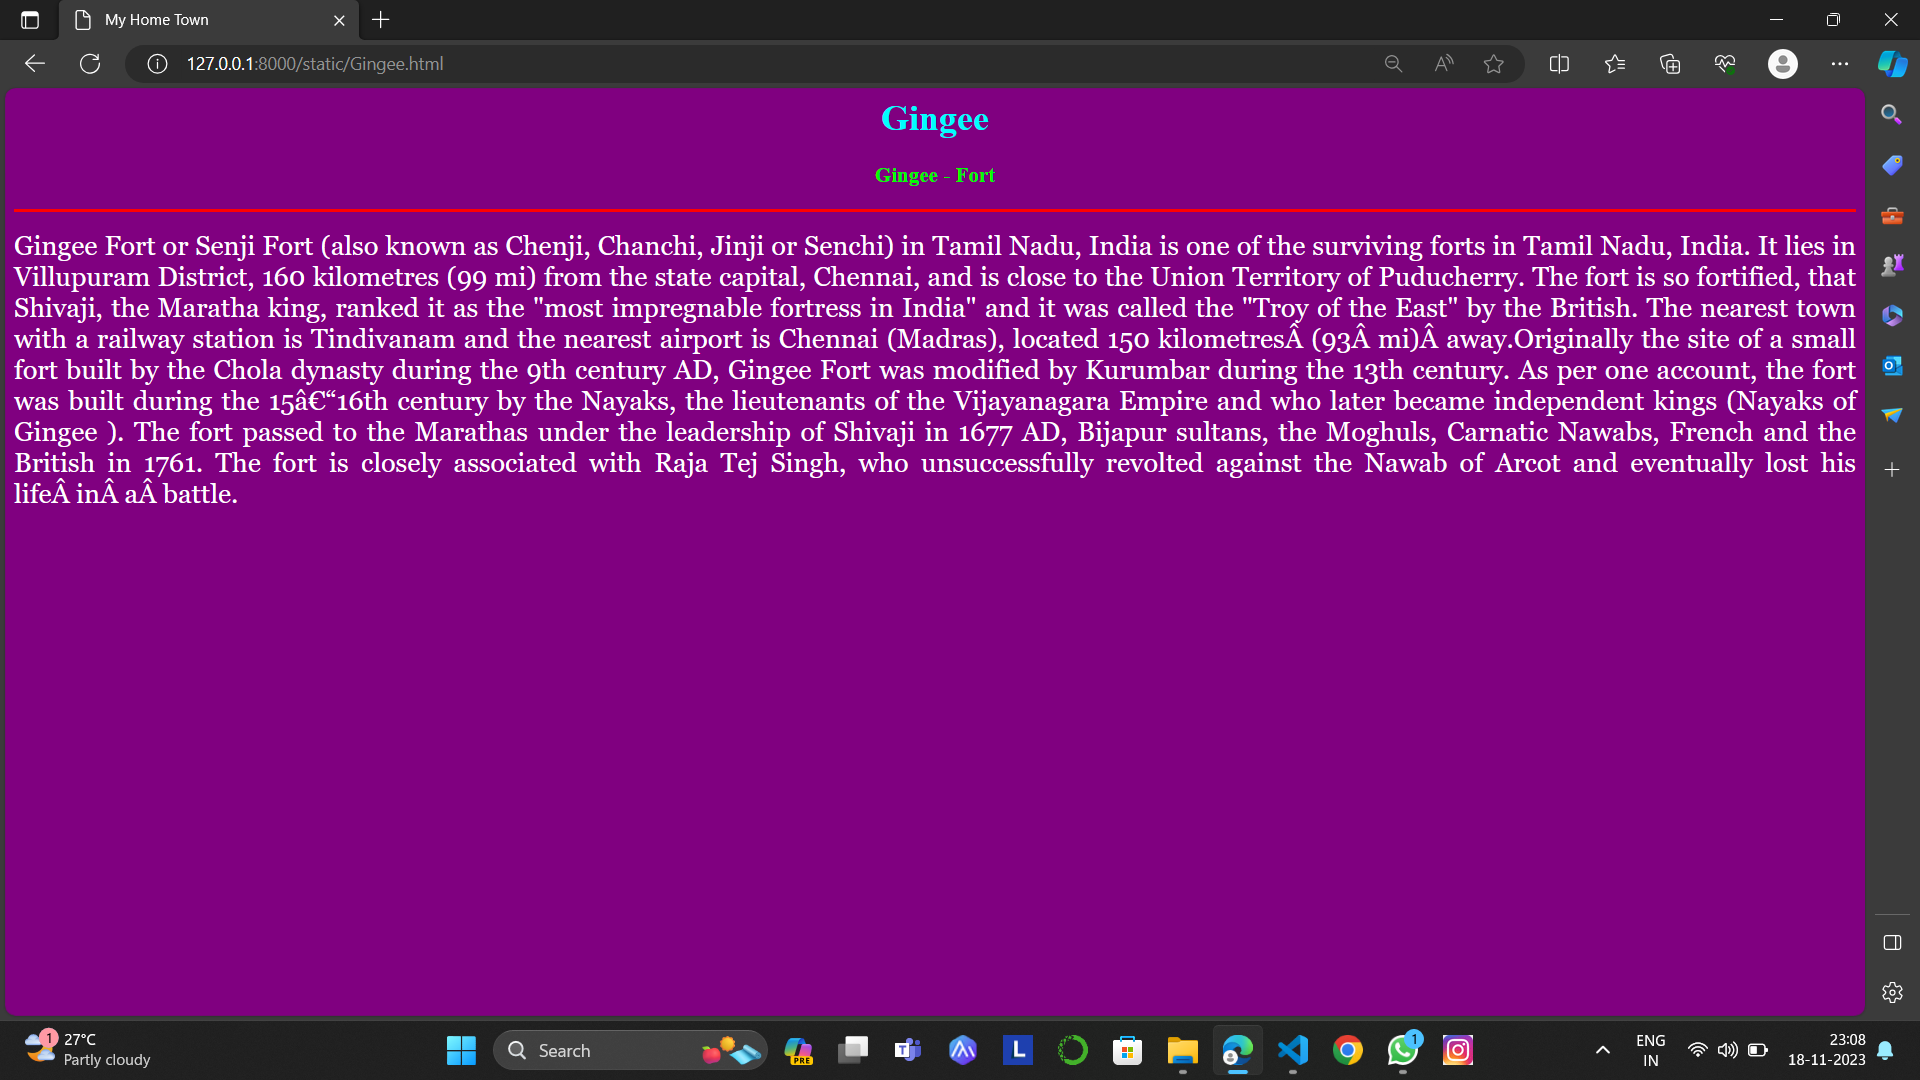 My Home Town
127.0.0.1:8000/static/Gingee.html
Gingee
Gingee - Fort
Gingee Fort or Senji Fort (also known as Chenji, Chanchi, Jinji or Senchi) in Tamil Nadu, India is one of the surviving forts in Tamil Nadu, India. It lies in
Villupuram District, 160 kilometres (99 mi) from the state capital, Chennai, and is close to the Union Territory of Puducherry. The fort is so fortified, that
Shivaji, the Maratha king, ranked it as the "most impregnable fortress in India" and it was called the "Troy of the East" by the British. The nearest town
with a railway station is Tindivanam and the nearest airport is Chennai (Madras), located 150 kilometresÂ (93Â mi)Â away.Originally the site of a small
fort built by the Chola dynasty during the 9th century AD, Gingee Fort was modified by Kurumbar during the 13th century. As per one account, the fort
was built during the 15â€“16th century by the Nayaks, the lieutenants of the Vijayanagara Empire and who later became independent kings (Nayaks of
Gingee ). The fort passed to the Marathas under the leadership of Shivaji in 1677 AD, Bijapur sultans, the Moghuls, Carnatic Nawabs, French and the
British in 1761. The fort is closely associated with Raja Tej Singh, who unsuccessfully revolted against the Nawab of Arcot and eventually lost his
lifeÂ inÂ aÂ battle.
1
27°C
Partly cloudy
Search
PRE
T
L
1
ENG
IN
23:08
18-11-2023